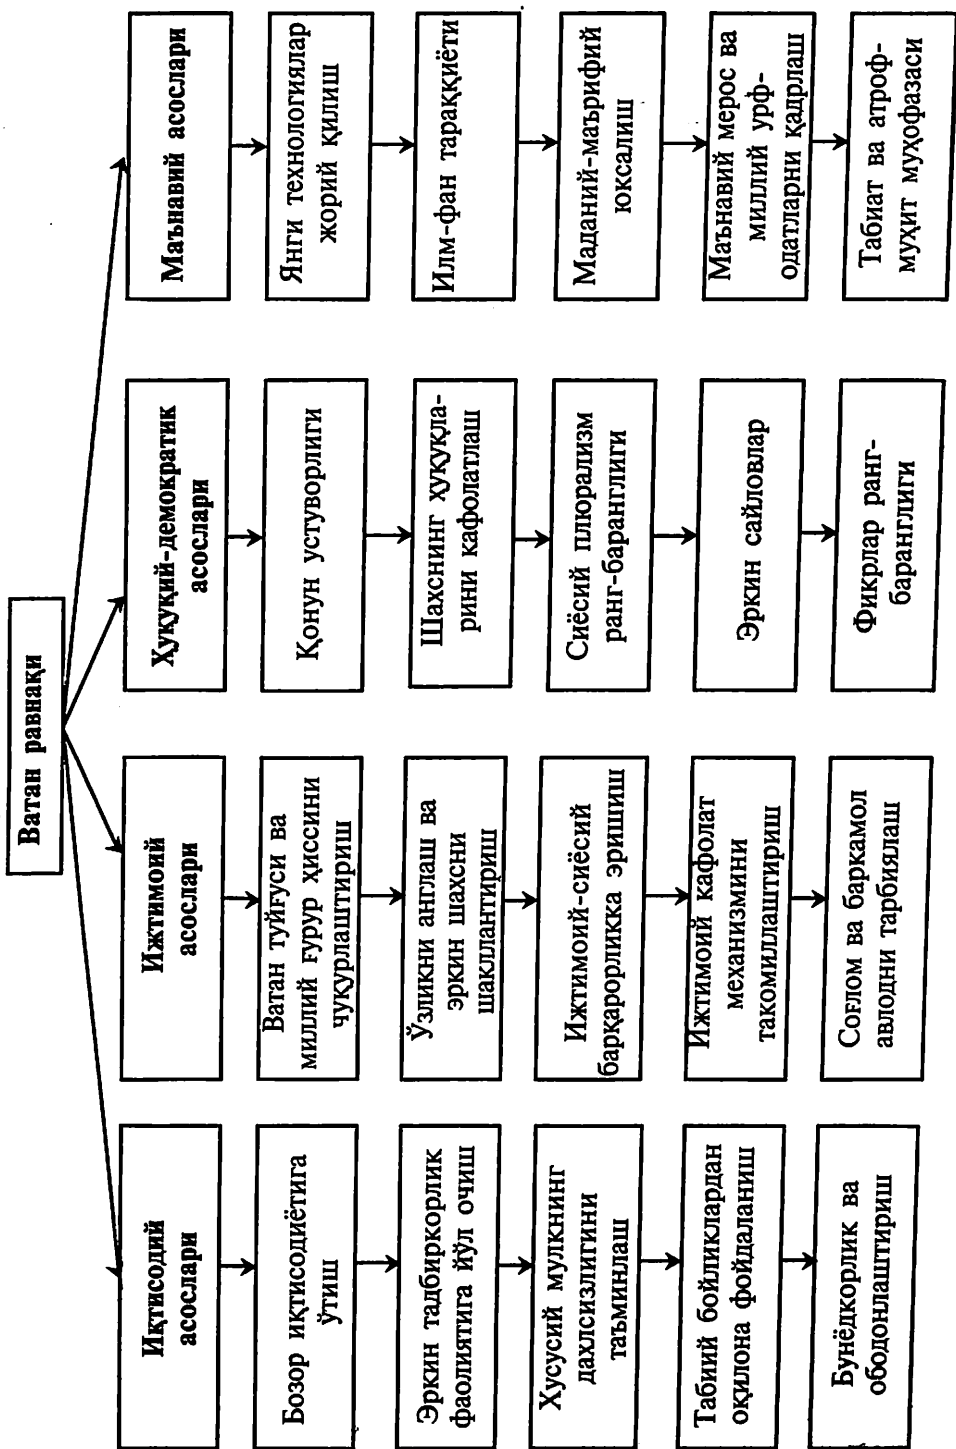 Ватан равнақи
Иқтисодий
асослари
Бозор иқтисодиётига
ўтиш
Эркин тадбиркорлик
фаолиятига йўл очиш
Хусусий мулкнинг
дахлсизлигини
таъминлаш
Табиий бойликлардан
оқилона фойдаланиш
Бунёдкорлик ва
ободонлаштириш
Ижтимоий
асослари
Ватан туйғуси ва
миллий ғурур ҳиссини
чуқурлаштириш
Ўзликни англаш ва
эркин шахсни
шакллантириш
Ижтимоий-сиёсий
барқарорликка эришиш
Ижтимоий кафолат
механизмини
такомиллаштириш
Соғлом ва баркамол
авлодни тарбиялаш
Ҳуқуқий-демократик
асослари
Қонун устуворлиги
Шахснинг ҳуқуқла-
рини кафолатлаш
Сиёсий плюрализм
ранг-баранглиги
Эркин сайловлар
Фикрлар ранг-
баранглиги
Маънавий асослари
Янги технологиялар
жорий қилиш
Илм-фан тараққиёти
Маданий-маърифий
юксалиш
Маънавий мерос ва
миллий урф-
одатларни қадрлаш
Табиат ва атроф-
муҳит муҳофазаси